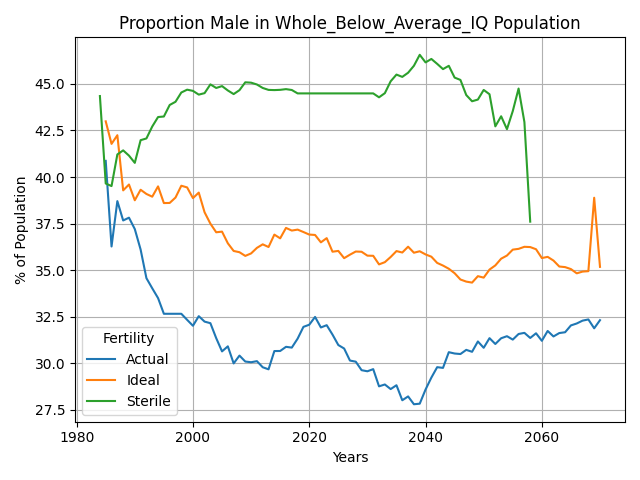 Proportion Male in Whole_Below_Average_IQ Population
% of Population
45.0
42.5
40.0
37.5
35.0
32.5
30.0
27.5
Fertility
Actual
Ideal
Sterile
1980
2000
2020
2040
2060
Years